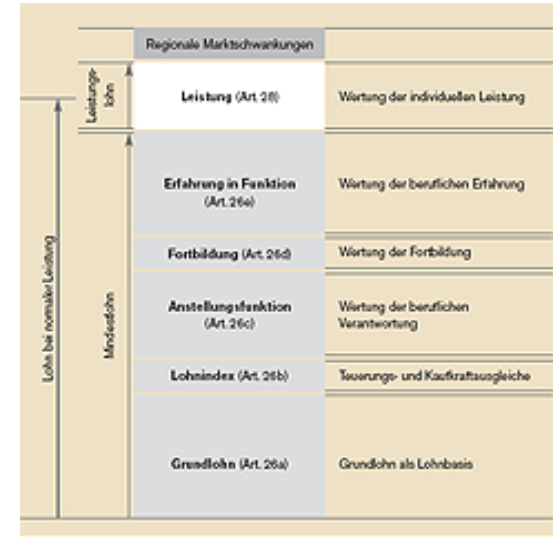 Regionale Marktschwankungen
Leistungs-
lohn
Leistung (Art. 28)
Wertung der individuellen Leistung
Lohn bei normaler Leistung
Mindestlohn
Erfahrung in Funktion
(Art. 26e)
Wertung der beruflichen Erfahrung
Fortbildung (Art. 26d)
Wertung der Fortbildung
Anstellungsfunktion
(Art. 26c)
Wertung der beruflichen
Verantwortung
Lohnindex (Art. 26b)
Teuerungs- und Kaufkraftausgleiche
Grundlohn (Art. 26a)
Grundlohn als Lohnbasis